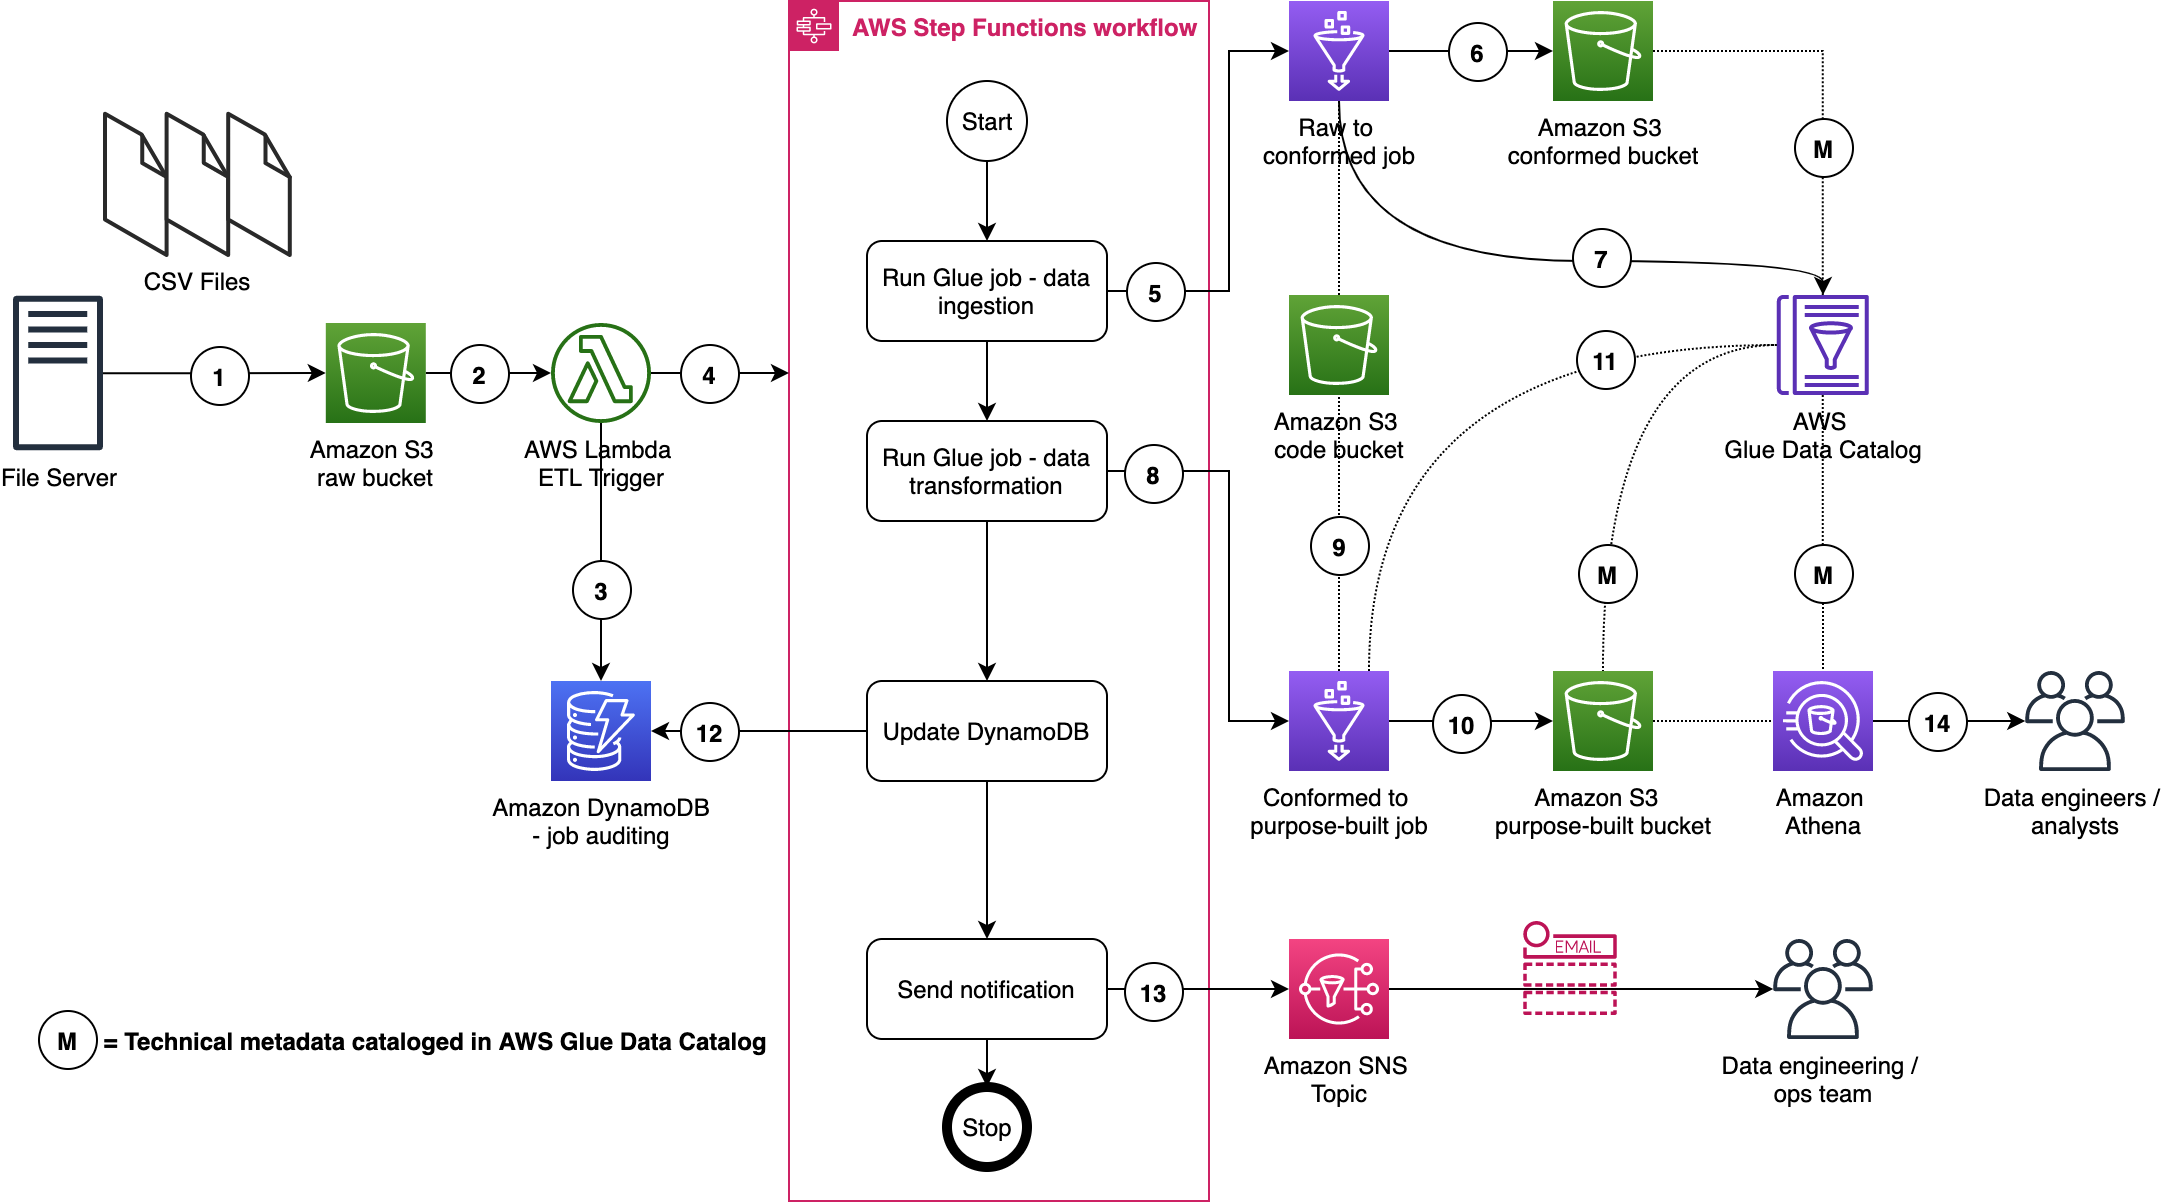 AWS Step Functions workflow
Start
6
Raw to
conformed job
Amazon S3
conformed bucket
M
CSV Files
Run Glue job - data
ingestion
5
7
1
2
4
11
Amazon S3
raw bucket
AWS Lambda
ETL Trigger
File Server
Run Glue job - data
transformation
8
Amazon S3
code bucket
AWS
Glue Data Catalog
9
M
M
3
12
Update DynamoDB
10
14
Amazon DynamoDB
- job auditing
Conformed to
purpose-built job
Amazon S3
purpose-built bucket
Amazon
Athena
Data engineers /
analysts
EMAIL
Send notification
13
M
= Technical metadata cataloged in AWS Glue Data Catalog
Amazon SNS
Topic
Data engineering /
ops team
Stop